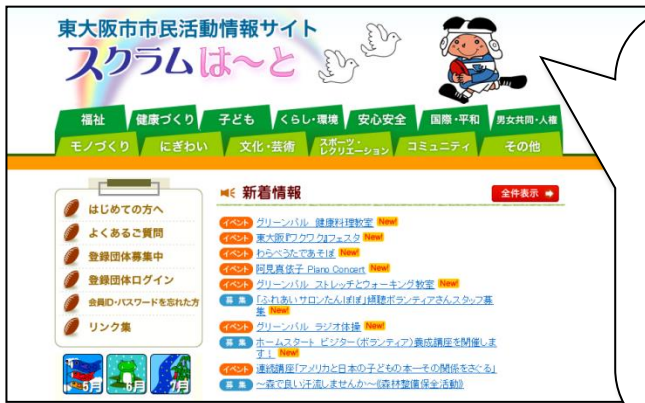 東大阪市市民活動情報サイト
スクラムは〜と
福祉 健康づくり 子ども くらし・環境 安心安全 国際・平和 男女共同・人権
モノづくり にぎわい 文化・芸術 スポーツ・レクリエーション コミュニティ その他
はじめての方へ
よくあるご質問
登録団体募集中
登録団体ログイン
会員ID・パスワードを忘れた方
リンク集
5月 6月 7月
新着情報 全件表示
イベント グリーンパル 健康料理教室 New!
イベント 東大阪『ワクワク』フェスタ New!
イベント わらべうたであそぼ New!
イベント 阿見真依子 Piano Concert New!
イベント グリーンパル ストレッチとウォーキング教室 New!
募集 「ふれあいサロンたんぽぽ」傾聴ボランティアさんスタッフ募
集 New!
イベント グリーンパル ラジオ体操 New!
募集 ホームスタート ビジター(ボランティア)養成講座を開催しま
す! New!
イベント 連続講座「アメリカと日本の子どもの本―その関係をさぐる」
募集 〜森で良い汗流しませんか〜《森林整備保全活動》